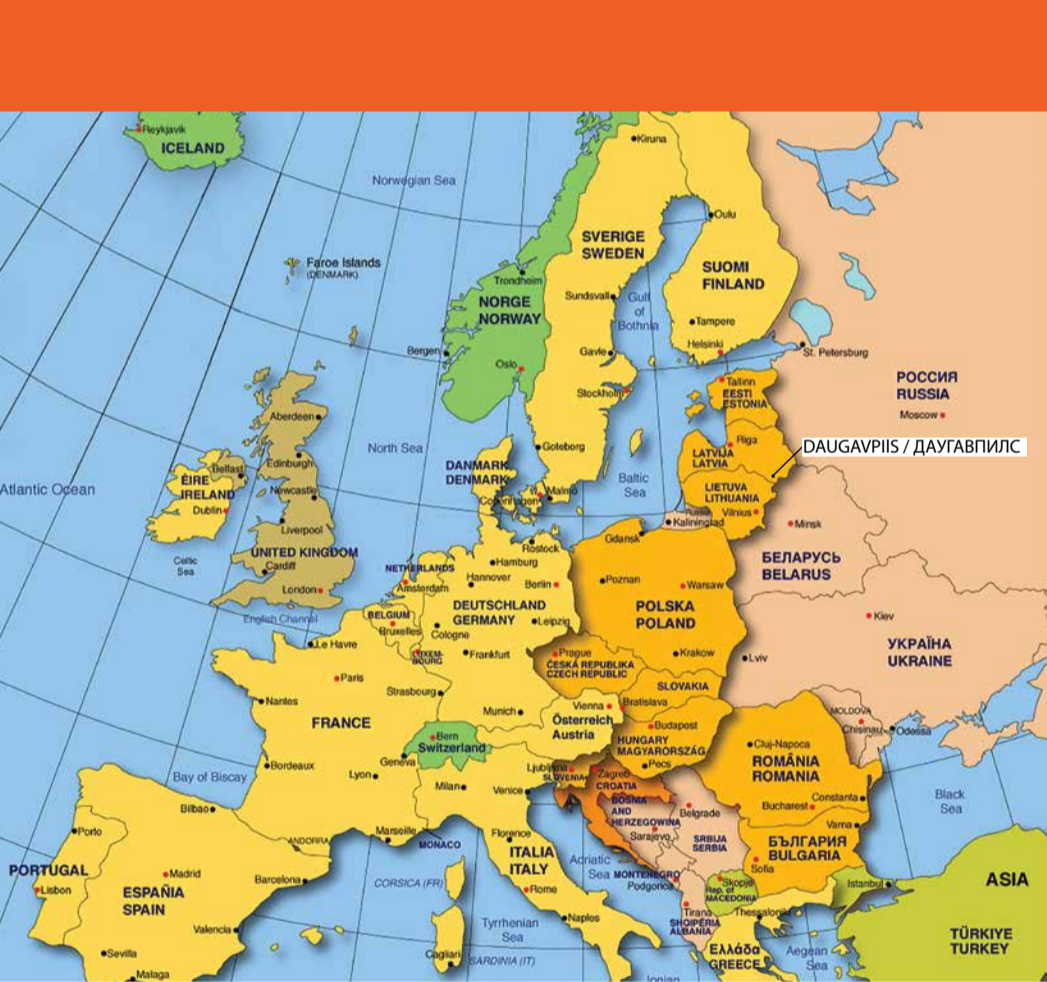 Reykjavik
ICELAND
Norwegian Sea
Kiruna
Oulu
SVERIGE
SWEDEN
SUOMI
FINLAND
Faroe Islands
(DENMARK)
Trondheim
NORGE
NORWAY
Sundsvall
Gulf
of
Bothnia
Tampere
Bergen
Gavle
Helsinki
St. Petersburg
Oslo
Stockholm
Tallinn
EESTI
ESTONIA
РОССИЯ
RUSSIA
Moscow
Aberdeen
North Sea
Goteborg
Riga
LATVIJA
LATVIA
DAUGAVPIIS / ДАУГАВПИЛС
Edinburgh
Belfast
ÉIRE
IRELAND
Dublin
Newcastle
Liverpool
Atlantic Ocean
DANMARK
DENMARK
Copenhagen
Malmo
Baltic
Sea
LIETUVA
LITHUANIA
Vilnius
Russia
Kaliningrad
Minsk
Celtic
Sea
UNITED KINGDOM
Cardiff
London
English Channel
NETHERLANDS
Amsterdam
Rostock
Hamburg
Hannover
Berlin
Gdansk
БЕЛАРУСЬ
BELARUS
Poznan
Warsaw
POLSKA
POLAND
Krakow
Kiev
УКРАЇНА
UKRAINE
Lviv
DEUTSCHLAND
GERMANY
Leipzig
BELGIUM
Bruxelles
Cologne
LUXEM-
BOURG
Frankfurt
Le Havre
Paris
Strasbourg
Nantes
Munich
Prague
ČESKÁ REPUBLIKA
CZECH REPUBLIC
SLOVAKIA
Vienna
Bratislava
Österreich
Austria
Budapest
HUNGARY
MAGYARORSZÁG
Pecs
MOLDOVA
Chisinau
Odessa
FRANCE
Bern
Switzerland
Geneva
Bordeaux
Lyon
Milano
Venice
Ljubljana
SLOVENIA
Zagreb
CROATIA
Cluj-Napoca
ROMÂNIA
ROMANIA
Bucharest
Constanta
Black
Sea
Bay of Biscay
Bilbao
BOSNIA
AND
HERZEGOWINA
Sarajevo
Belgrade
SRBIJA
SERBIA
Varna
БЪЛГАРИЯ
BULGARIA
Sofia
Porto
ANDORRA
Marseille
MONACO
Florence
ITALIA
ITALY
Rome
Adriatic
Sea
MONTENEGRO
Podgorica
Skopje
Rep. of
MACEDONIA
Istanbul
ASIA
PORTUGAL
Lisbon
Madrid
ESPAÑIA
SPAIN
Barcelona
CORSICA (FR)
Valencia
Tyrrhenian
Sea
Naples
Tirana
SHQIPËRIA
ALBANIA
Thessaloniki
TÜRKIYE
TURKEY
Sevilla
Malaga
Cagliari
SARDINIA (IT)
Ελλάδα
GREECE
Aegean
Sea
Ionian